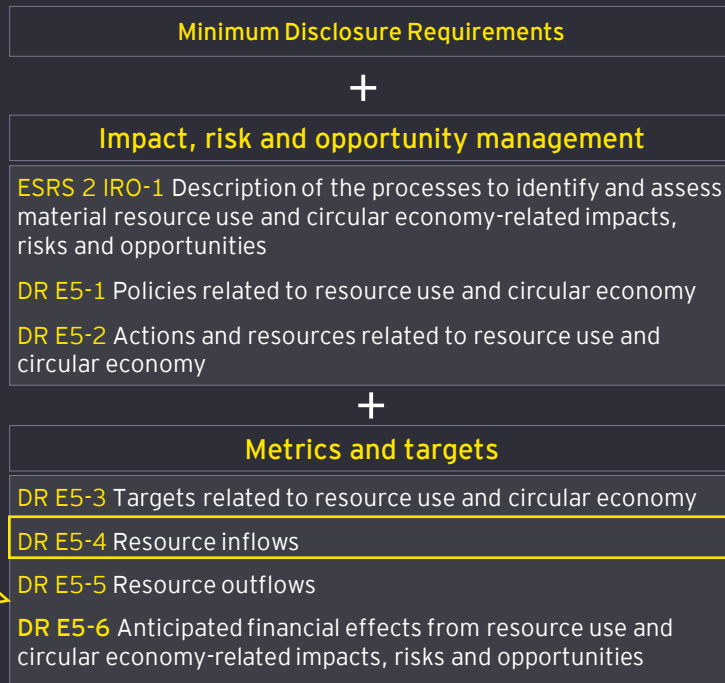 Minimum Disclosure Requirements
+
Impact, risk and opportunity management
ESRS 2 IRO-1 Description of the processes to identify and assess
material resource use and circular economy-related impacts,
risks and opportunities
DR E5-1 Policies related to resource use and circular economy
DR E5-2 Actions and resources related to resource use and
circular economy
+
Metrics and targets
DR E5-3 Targets related to resource use and circular economy
DR E5-4 Resource inflows
DR E5-5 Resource outflows
DR E5-6 Anticipated financial effects from resource use and
circular economy-related impacts, risks and opportunities